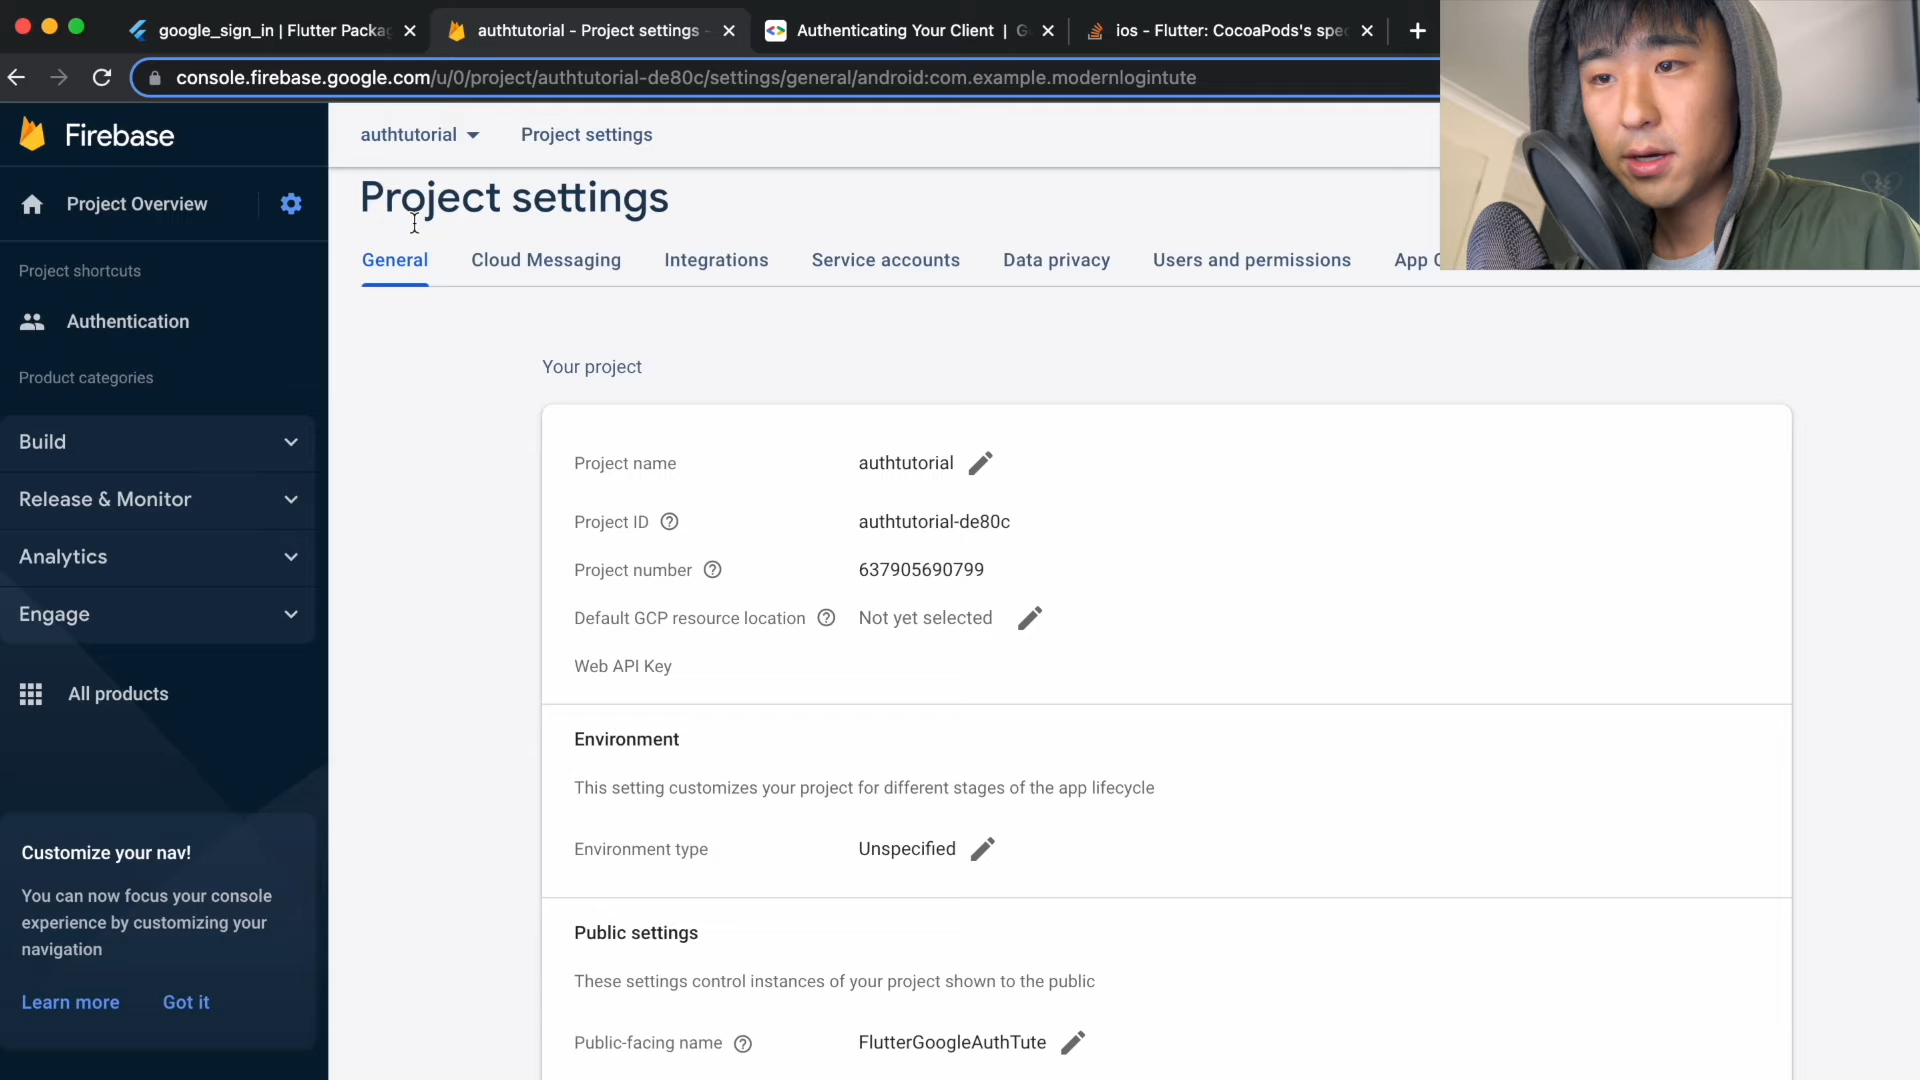 google_sign_in | Flutter Packa
authtutorial - Project settings -
Authenticating Your Client | G
ios - Flutter: CocoaPods's spe
console.firebase.google.com/u/0/project/authtutorial-de80c/settings/general/android:com.example.modernlogintute
Firebase
authtutorial
Project settings
Project Overview
Project settings
General
Cloud Messaging
Integrations
Service accounts
Data privacy
Users and permissions
App C
Project shortcuts
Authentication
Product categories
Build
Release & Monitor
Analytics
Engage
All products
Customize your nav!
You can now focus your console
experience by customizing your
navigation
Learn more
Got it
Your project
Project name
authtutorial
Project ID
authtutorial-de80c
Project number
637905690799
Default GCP resource location
Not yet selected
Web API Key
Environment
This setting customizes your project for different stages of the app lifecycle
Environment type
Unspecified
Public settings
These settings control instances of your project shown to the public
Public-facing name
FlutterGoogleAuthTute